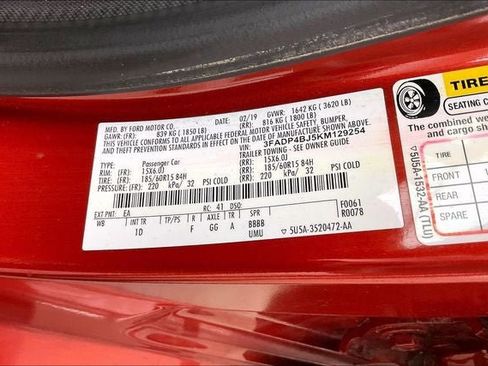 MFD. BY FORD MOTOR CO.
02/19 GVWR: 1642 KG ( 3620 LB)
GAWR: (FR): 839 KG ( 1850 LB) (RR): 816 KG ( 1800 LB)
THIS VEHICLE CONFORMS TO ALL APPLICABLE FEDERAL MOTOR VEHICLE SAFETY, BUMPER,
AND THEFT PREVENTION STANDARDS IN EFFECT ON THE DATE OF MANUFACTURE SHOWN ABOVE.
VIN: 3FADP4BJ5KM129254
TYPE: Passenger Car TRAILER TOWING - SEE OWNER GUIDE
RIM: (FR): 15X6.0J (RR): 15X6.0J
TIRE: (FR): 185/60R15 84H (RR): 185/60R15 84H
PRESSURE: (FR): 220 kPa/ 32 PSI COLD (RR): 220 kPa/ 32 PSI COLD
EXT PNT: EA RC: 41 DSO: F0061
WB INT TR TP/PS R AXLE TR SPR R0078
1D F GG A BBBB
UMU ▽5U5A-3520472-AA
TIRE
SEATING C
The combined we
and cargo sho
TIRE
FRONT 1
REAR
SPARE
▽5U5A-1532-AA (TLU)